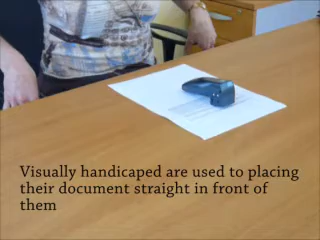 Visually handicaped are used to placing
their document straight in front of
them